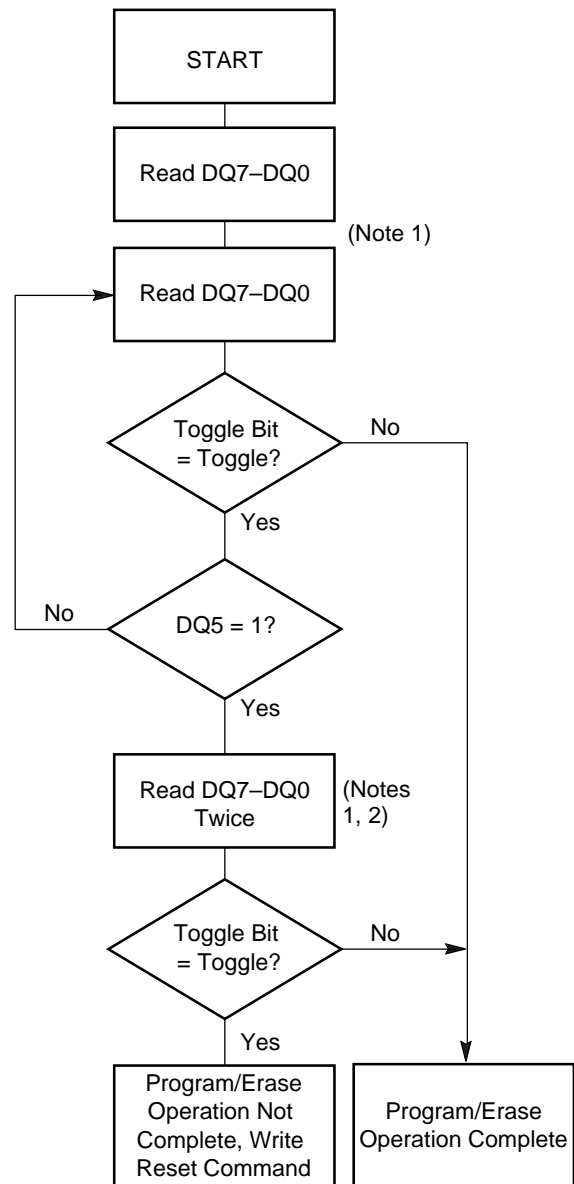 START
Read DQ7–DQ0
(Note 1)
Read DQ7–DQ0
Toggle Bit
= Toggle?
No
Yes
DQ5 = 1?
No
Yes
Read DQ7–DQ0
Twice
(Notes
1, 2)
Toggle Bit
= Toggle?
No
Yes
Program/Erase
Operation Not
Complete, Write
Reset Command
Program/Erase
Operation Complete